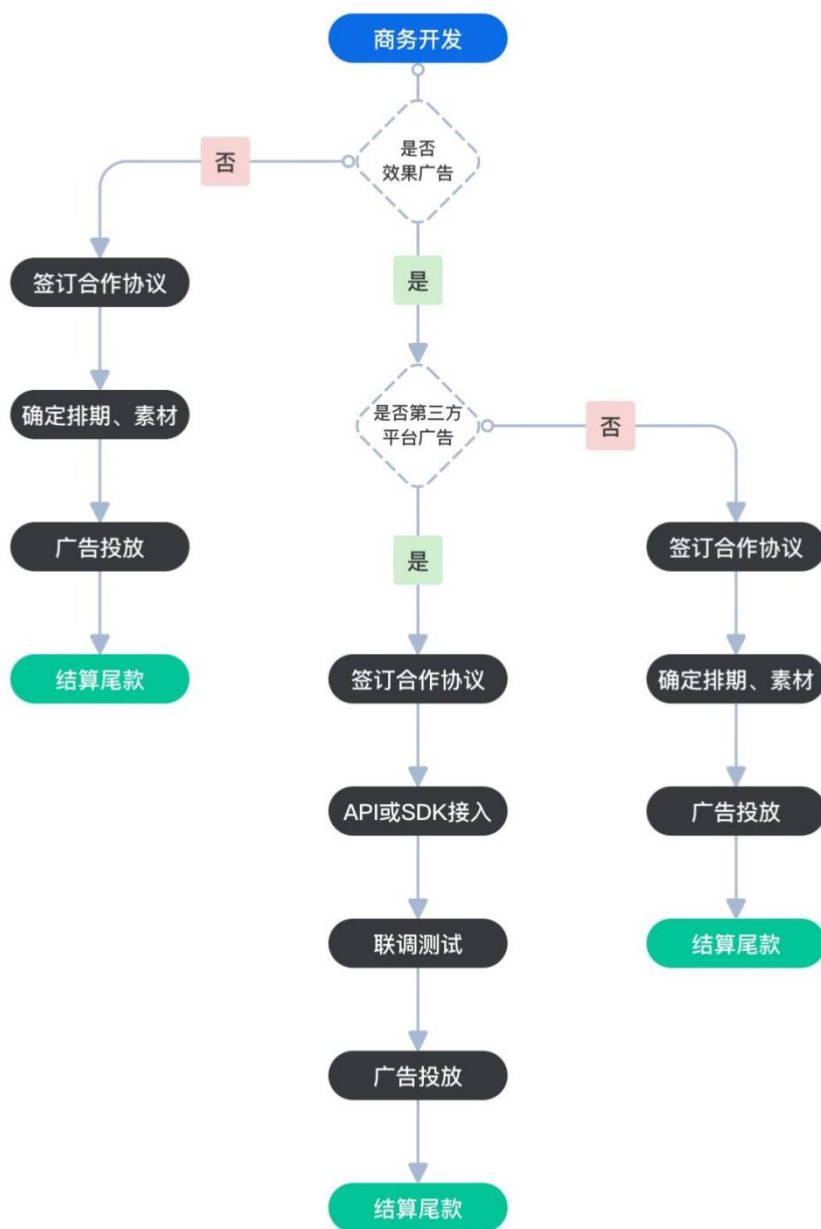 商务开发
是否
效果广告
否
是
签订合作协议
确定排期、素材
广告投放
结算尾款
是否第三方
平台广告
否
是
签订合作协议
API或SDK接入
联调测试
广告投放
结算尾款
签订合作协议
确定排期、素材
广告投放
结算尾款